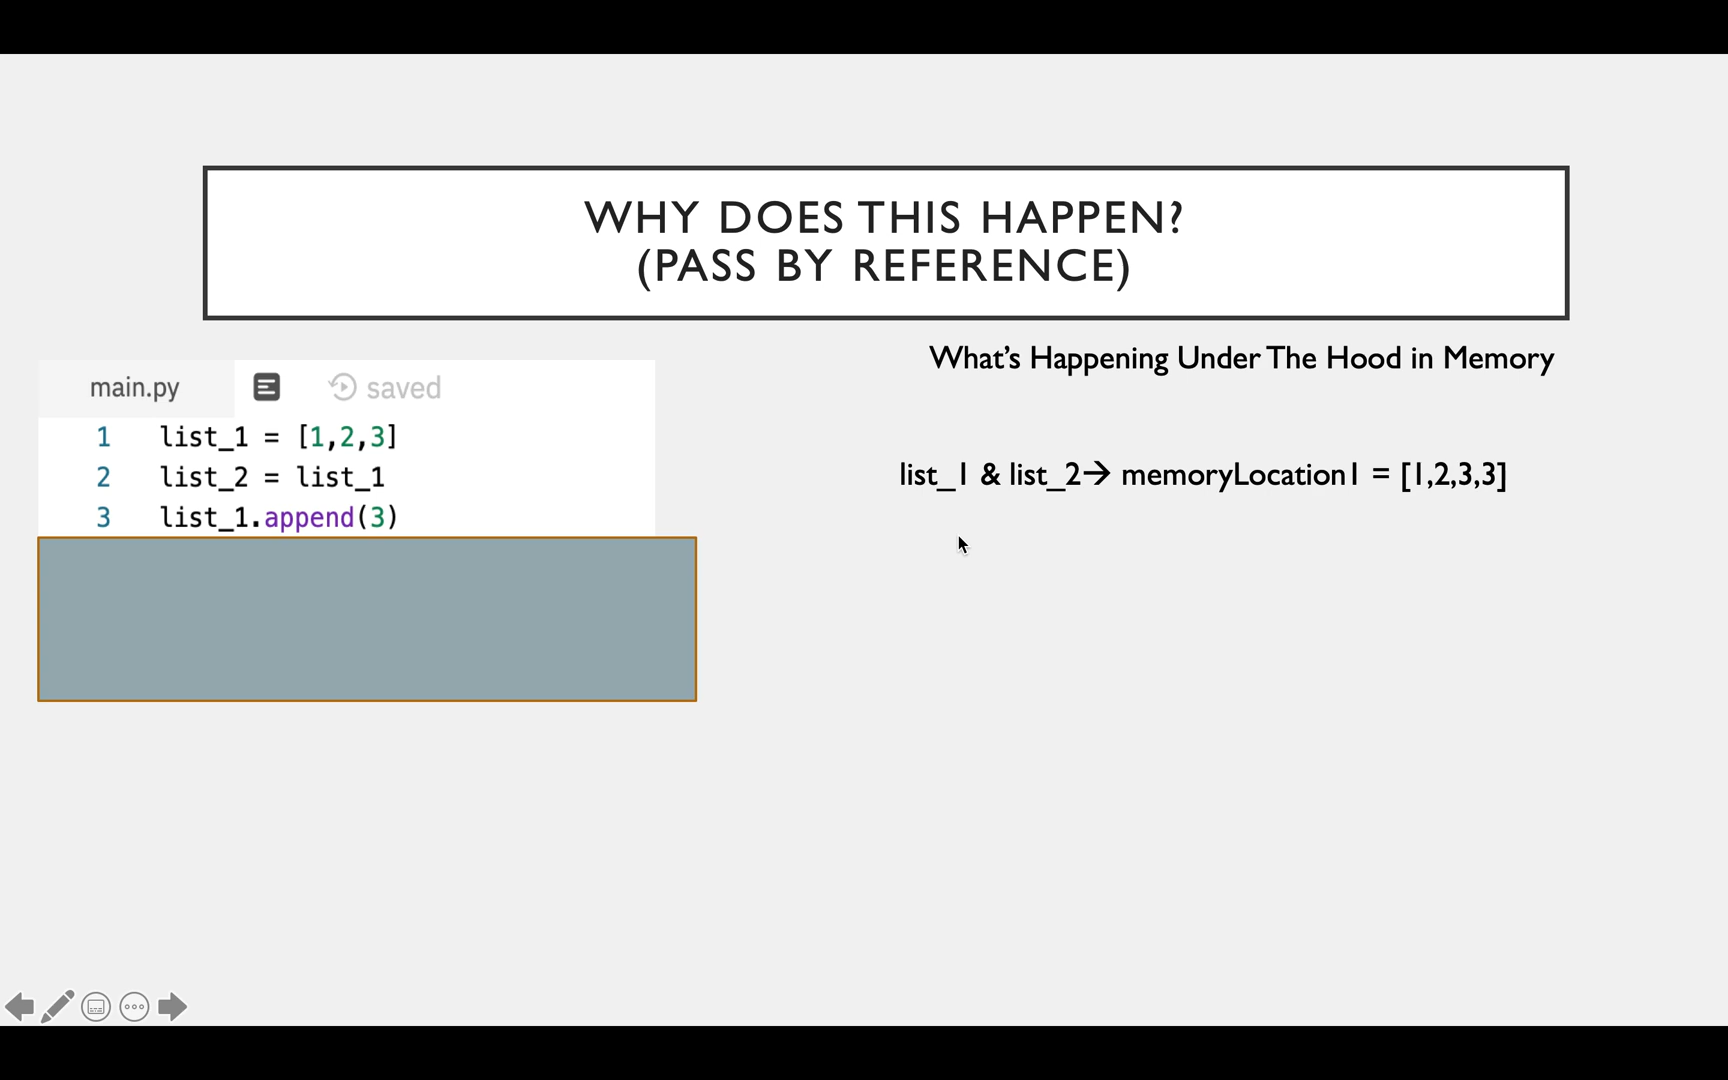 WHY DOES THIS HAPPEN?
(PASS BY REFERENCE)
What's Happening Under The Hood in Memory
main.py
saved
1 list_1 = [1,2,3]
2 list_2 = list_1
3 list_1.append(3)
list_1 & list_2→ memoryLocation1 = [1,2,3,3]